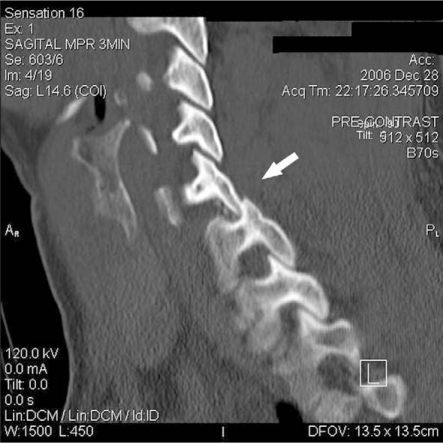 Sensation 16
Ex: 1
SAGITAL MPR 3MIN
Se: 603/6
Im: 4/19
Sag: L14.6 (COI)
Acc:
2006 Dec 28
Acq Tm: 22:17:26.345709
PRE CONTRAST
512 x 512
B70s
AR
PL
120.0 kV
0.0 mA
Tilt: 0.0
0.0 s
Lin:DCM / Lin:DCM / Id:ID
W:1500 L:450
I
L
DFOV: 13.5 x 13.5cm